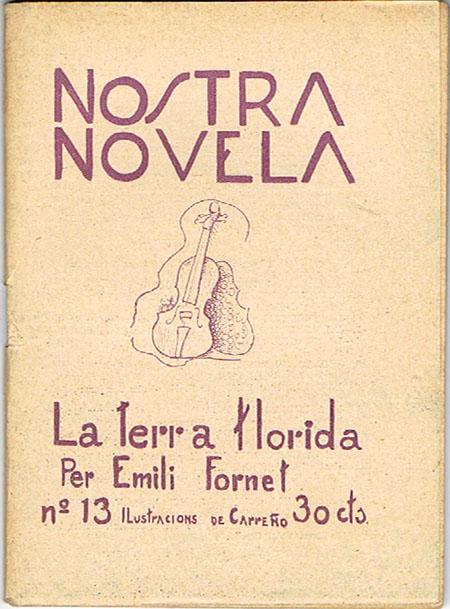 NOSTRA
NOVELA
La terra florida
Per Emili Fornet
nº 13 ILUSTRACIONS DE CARREÑO 30 cts.